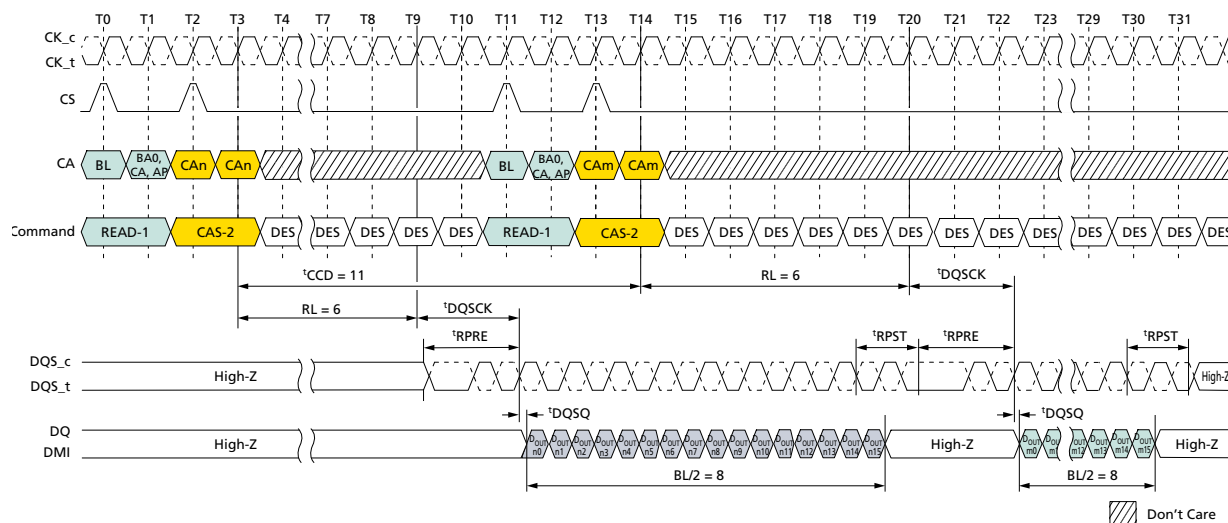 T0 T1 T2 T3 T4 T7 T8 T9 T10 T11 T12 T13 T14 T15 T16 T17 T18 T19 T20 T21 T22 T23 T29 T30 T31
CK_c
CK_t
CS
CA BL BA0, CA, AP CAn CAn BL BA0, CA, AP CAm CAm
Command READ-1 CAS-2 DES DES DES DES DES READ-1 CAS-2 DES DES DES DES DES DES DES DES DES DES DES DES
tCCD = 11 RL = 6 tDQSCK
RL = 6 tDQSCK
tRPRE tRPST tRPRE tRPST
DQS_c
DQS_t High-Z High-Z
tDQSQ tDQSQ
DQ
DMI High-Z DOUT n0 DOUT n1 DOUT n2 DOUT n3 DOUT n4 DOUT n5 DOUT n6 DOUT n7 DOUT n8 DOUT n9 DOUT n10 DOUT n11 DOUT n12 DOUT n13 DOUT n14 DOUT n15 High-Z DOUT m0 DOUT m1 DOUT m12 DOUT m13 DOUT m14 DOUT m15 High-Z
BL/2 = 8 BL/2 = 8
Don't Care